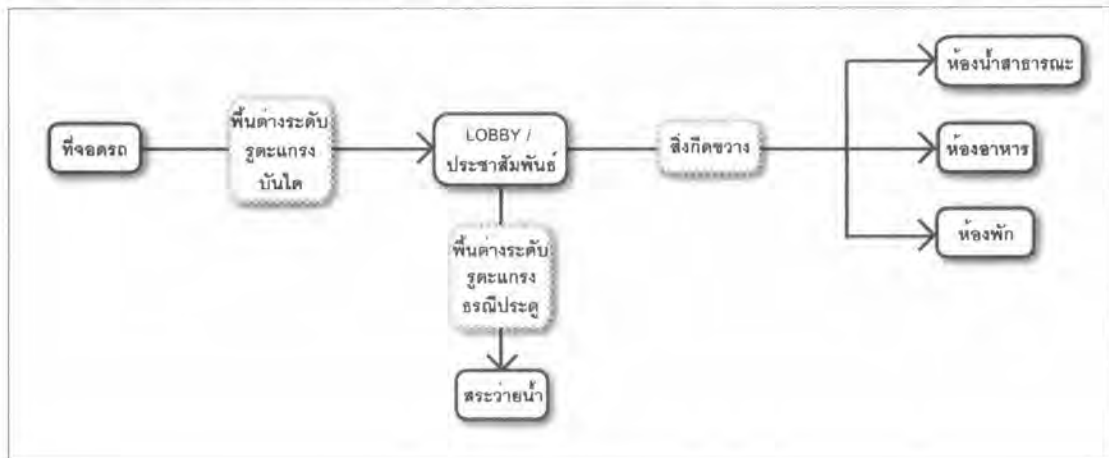 ที่จอดรถ
พื้นต่างระดับ
รูตะแกรง
บันได
LOBBY /
ประชาสัมพันธ์
สิ่งกีดขวาง
ห้องน้ำสาธารณะ
ห้องอาหาร
ห้องพัก
พื้นต่างระดับ
รูตะแกรง
ธรณีประตู
สระว่ายน้ำ